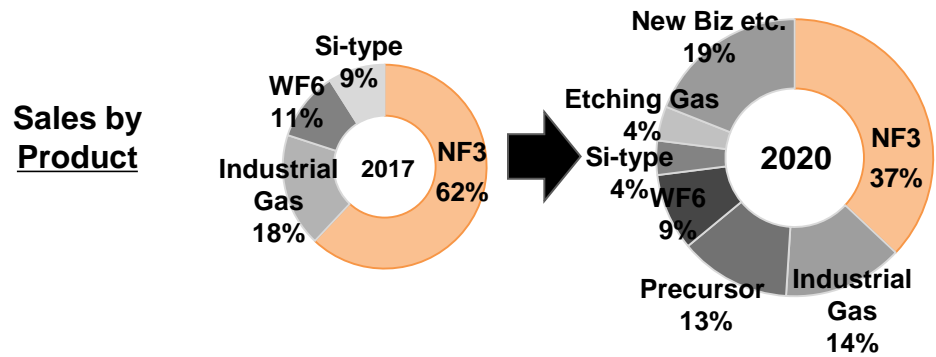 Sales by
Product
Si-type
9%
WF6
11%
Industrial
Gas
18%
2017
NF3
62%
New Biz etc.
19%
Etching Gas
4%
Si-type
4%
WF6
9%
Precursor
13%
Industrial
Gas
14%
2020
NF3
37%